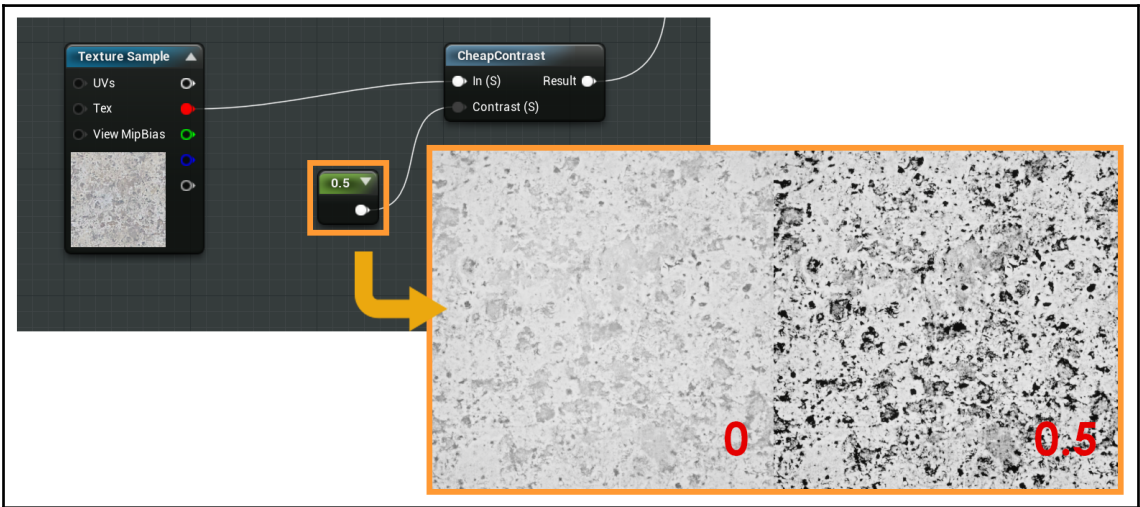 Texture Sample
UVs
Tex
View MipBias
CheapContrast
In (S) Result
Contrast (S)
0.5
0
0.5